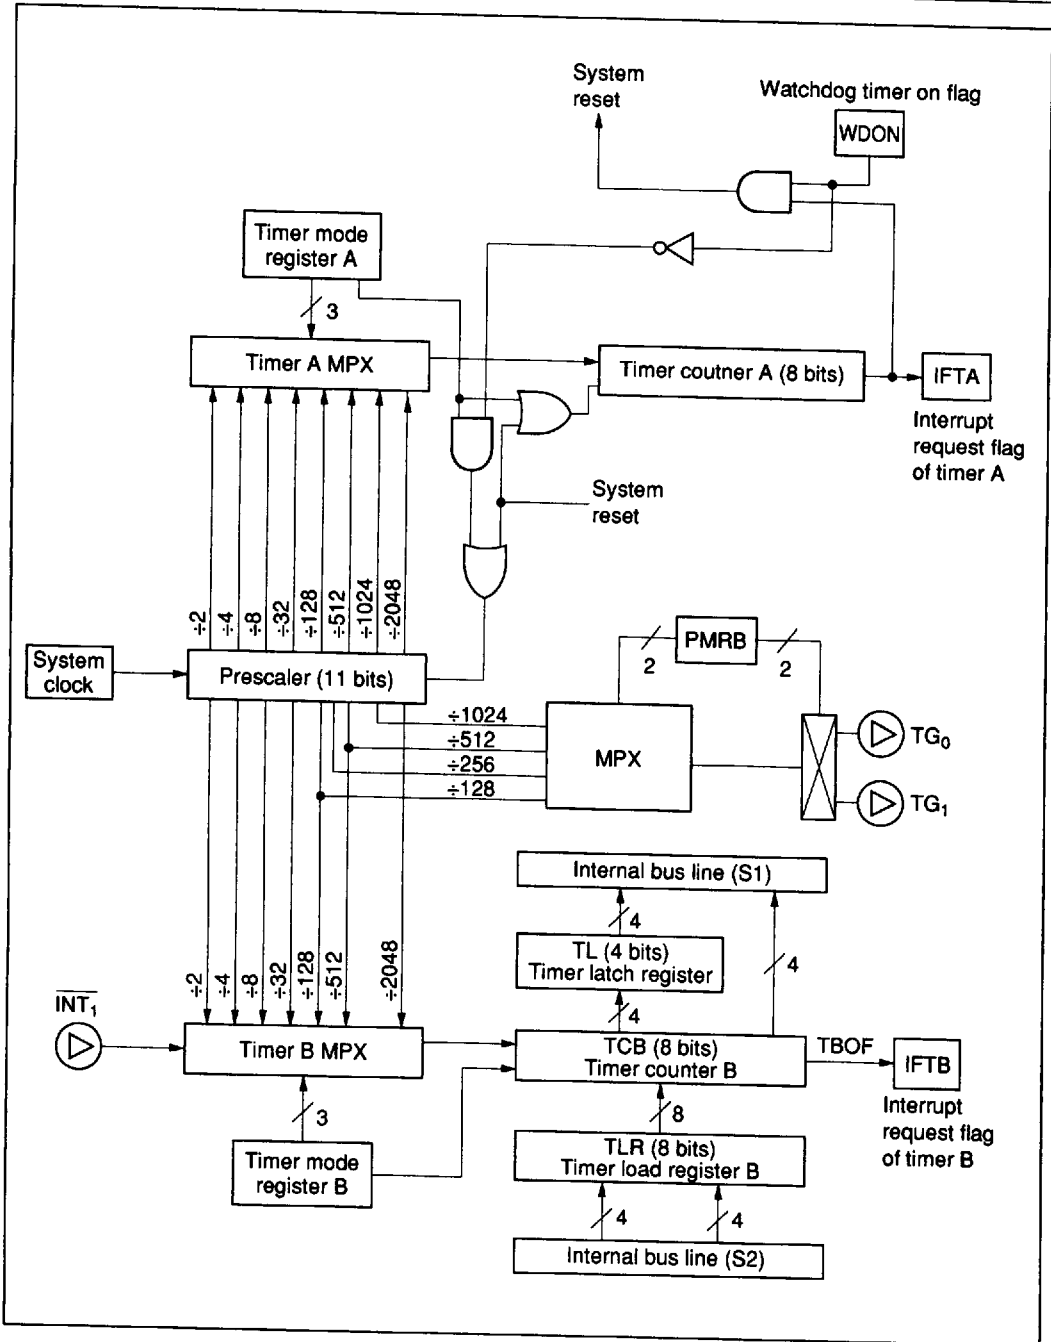 System
reset
Watchdog timer on flag
WDON
Timer mode
register A
3
Timer A MPX
Timer coutner A (8 bits)
IFTA
Interrupt
request flag
of timer A
System
reset
÷2
÷4
÷8
÷32
÷128
÷512
÷1024
÷2048
System
clock
Prescaler (11 bits)
PMRB
2
2
÷1024
÷512
÷256
÷128
MPX
TG0
TG1
Internal bus line (S1)
4
TL (4 bits)
Timer latch register
4
4
÷2
÷4
÷8
÷32
÷128
÷512
÷2048
INT1
Timer B MPX
TCB (8 bits)
Timer counter B
TBOF
IFTB
Interrupt
request flag
of timer B
3
8
Timer mode
register B
TLR (8 bits)
Timer load register B
4
4
Internal bus line (S2)